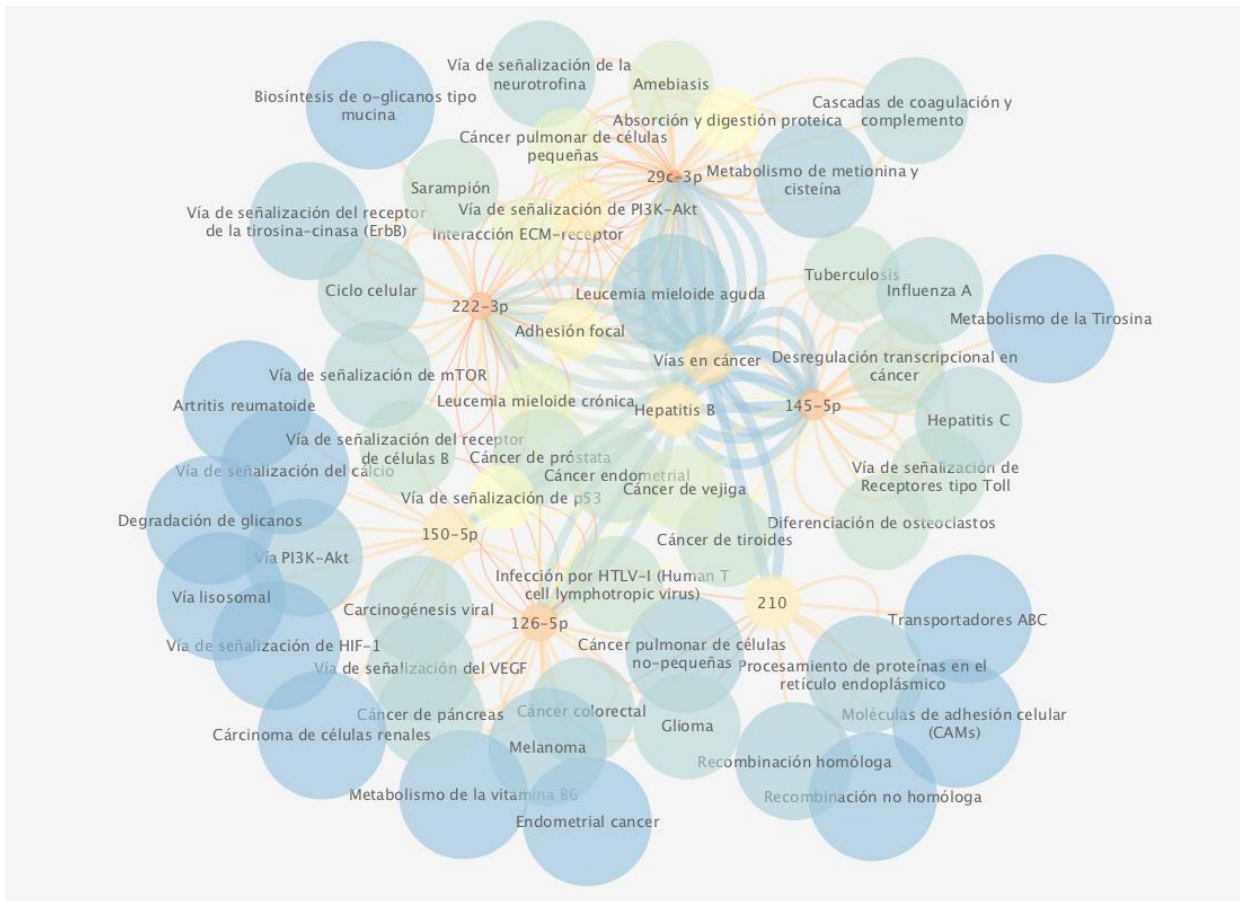 Vía de señalización de la
neurotrofina
Amebiasis
Biosíntesis de o-glicanos tipo
mucina
Cascadas de coagulación y
complemento
Absorción y digestión proteica
Cáncer pulmonar de células
pequeñas
29c-3p
Metabolismo de metionina y
cisteína
Sarampión
Vía de señalización de PI3K-Akt
Vía de señalización del receptor
de la tirosina-cinasa (ErbB)
Interacción ECM-receptor
Tuberculosis
Ciclo celular
Leucemia mieloide aguda
Influenza A
222-3p
Metabolismo de la Tirosina
Adhesión focal
Vías en cáncer
Desregulación transcripcional en
cáncer
Vía de señalización de mTOR
Artritis reumatoide
Leucemia mieloide crónica
Hepatitis B
145-5p
Hepatitis C
Vía de señalización del receptor
de células B
Cáncer de próstata
Vía de señalización del calcio
Cáncer endometrial
Cáncer de vejiga
Vía de señalización de
Receptores tipo Toll
Vía de señalización de p53
Degradación de glicanos
150-5p
Diferenciación de osteoclastos
Cáncer de tiroides
Vía PI3K-Akt
Infección por HTLV-I (Human T
cell lymphotropic virus)
Vía lisosomal
Carcinogénesis viral
210
126-5p
Transportadores ABC
Vía de señalización de HIF-1
Cáncer pulmonar de células
no-pequeñas
Vía de señalización del VEGF
Procesamiento de proteínas en el
retículo endoplásmico
Cáncer de páncreas
Cáncer colorectal
Glioma
Moléculas de adhesión celular
(CAMs)
Cárcinoma de células renales
Melanoma
Recombinación homóloga
Metabolismo de la vitamina B6
Recombinación no homóloga
Endometrial cancer